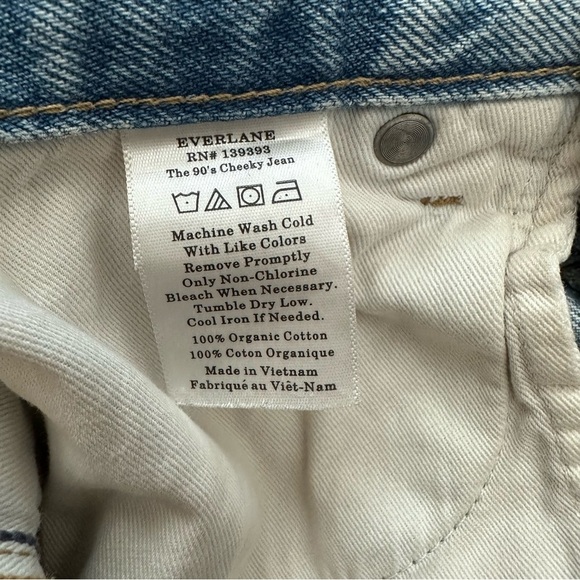 EVERLANE
RN# 139393
The 90's Cheeky Jean
Machine Wash Cold
With Like Colors
Remove Promptly
Only Non-Chlorine
Bleach When Necessary.
Tumble Dry Low.
Cool Iron If Needed.
100% Organic Cotton
100% Coton Organique
Made in Vietnam
Fabriqué au Viêt-Nam